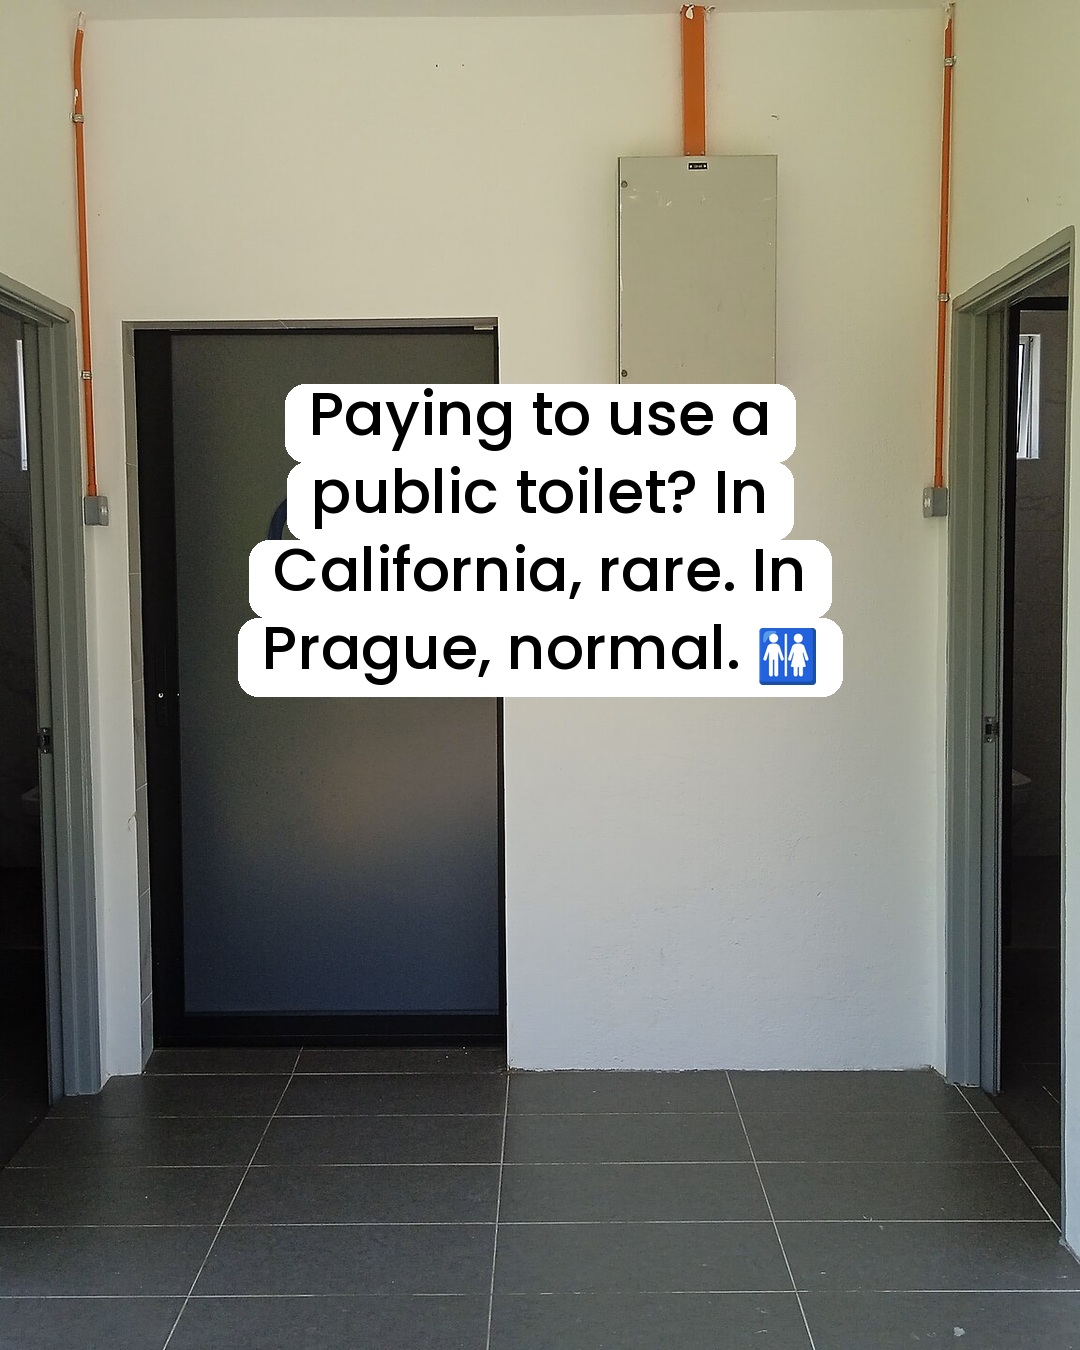 Paying to use a
public toilet? In
California, rare. In
Prague, normal. 🚻